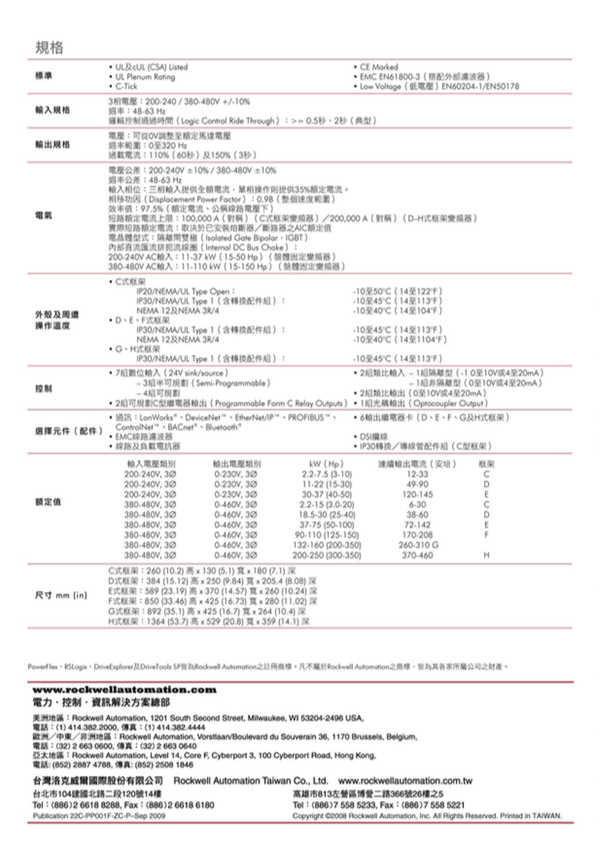 規格
標準
• UL及cUL (CSA) Listed
• UL Plenum Rating
• C-Tick
• CE Marked
• EMC EN61800-3（搭配外部濾波器）
• Low Voltage（低電壓）EN60204-1/EN50178
輸入規格
3相電壓：200-240 / 380-480V +/-10%
週率：48-63 Hz
邏輯控制通過時間（Logic Control Ride Through）：>= 0.5秒，2秒（典型）
輸出規格
電壓：可從0V調整至額定馬達電壓
週率範圍：0至320 Hz
過載電流：110%（60秒）及150%（3秒）
電氣
電壓公差：200-240V ±10% / 380-480V ±10%
週率公差：48-63 Hz
輸入相位：三相輸入提供全額電流，單相操作則提供35%額定電流。
相移功因（Displacement Power Factor）：0.98（整個速度範圍）
效率值：97.5%（額定電流、公稱線路電壓下）
短路額定電流上限：100,000 A（對稱）（C式框架變頻器）／200,000 A（對稱）（D–H式框架變頻器）
實際短路額定電流：取決於已安裝熔斷器／斷路器之AIC額定值
電晶體型式：隔離閘雙極（Isolated Gate Bipolar，IGBT）
內部直流匯流排扼流線圈（Internal DC Bus Choke）：
200-240V AC輸入：11-37 kW（15-50 Hp）（盤體固定變頻器）
380-480V AC輸入：11-110 kW（15-150 Hp）（盤體固定變頻器）
外殼及周遭
操作溫度
• C式框架
IP20/NEMA/UL Type Open： -10至50°C（14至122°F）
IP30/NEMA/UL Type 1（含轉換配件組）： -10至45°C（14至113°F）
NEMA 12及NEMA 3R/4 -10至40°C（14至104°F）
• D、E、F式框架
IP30/NEMA/UL Type 1（含轉換配件組）： -10至45°C（14至113°F）
NEMA 12及NEMA 3R/4 -10至40°C（14至1104°F）
• G、H式框架
IP30/NEMA/UL Type 1（含轉換配件組） -10至45°C（14至113°F）
控制
• 7組數位輸入（24V sink/source）
– 3組半可規劃（Semi-Programmable）
– 4組可規劃
• 2組可規劃C型繼電器輸出（Programmable Form C Relay Outputs）
• 2組類比輸入 – 1組隔離型（-1 0至10V或4至20mA）
– 1組非隔離型（0至10V或4至20mA）
• 2組類比輸出（0至10V或4至20mA）
• 1組光耦輸出（Optocoupler Output）
選擇元件（配件）
• 通訊：LonWorks®、DeviceNet™、EtherNet/IP™、PROFIBUS™、
ControlNet™、BACnet®、Bluetooth®
• EMC線路濾波器
• 線路及負載電抗器
• 6輸出繼電器卡（D、E、F、G及H式框架）
• DSI纜線
• IP30轉換／導線管配件組（C型框架）
額定值
輸入電壓類別 輸出電壓類別 kW（Hp） 連續輸出電流（安培） 框架
200-240V, 3Ø 0-230V, 3Ø 2.2-7.5 (3-10) 12-33 C
200-240V, 3Ø 0-230V, 3Ø 11-22 (15-30) 49-90 D
200-240V, 3Ø 0-230V, 3Ø 30-37 (40-50) 120-145 E
380-480V, 3Ø 0-460V, 3Ø 2.2-15 (3.0-20) 6-30 C
380-480V, 3Ø 0-460V, 3Ø 18.5-30 (25-40) 38-60 D
380-480V, 3Ø 0-460V, 3Ø 37-75 (50-100) 72-142 E
380-480V, 3Ø 0-460V, 3Ø 90-110 (125-150) 170-208 F
380-480V, 3Ø 0-460V, 3Ø 132-160 (200-350) 260-310 G
380-480V, 3Ø 0-460V, 3Ø 200-250 (300-350) 370-460 H
尺寸 mm (in)
C式框架：260 (10.2) 高 x 130 (5.1) 寬 x 180 (7.1) 深
D式框架：384 (15.12) 高 x 250 (9.84) 寬 x 205.4 (8.08) 深
E式框架：589 (23.19) 高 x 370 (14.57) 寬 x 260 (10.24) 深
F式框架：850 (33.46) 高 x 425 (16.73) 寬 x 280 (11.02) 深
G式框架：892 (35.1) 高 x 425 (16.7) 寬 x 264 (10.4) 深
H式框架：1364 (53.7) 高 x 529 (20.8) 寬 x 359 (14.1) 深
PowerFlex、RSLogix、DriveExplorer及DriveTools SP皆為Rockwell Automation之註冊商標。凡不屬於Rockwell Automation之商標，皆為其各家所屬公司之財產。
www.rockwellautomation.com
電力，控制，資訊解決方案總部
美洲地區：Rockwell Automation, 1201 South Second Street, Milwaukee, WI 53204-2496 USA,
電話：(1) 414.382.2000, 傳真：(1) 414.382.4444
歐洲／中東／非洲地區：Rockwell Automation, Vorstlaan/Boulevard du Souverain 36, 1170 Brussels, Belgium,
電話：(32) 2 663 0600, 傳真：(32) 2 663 0640
亞太地區：Rockwell Automation, Level 14, Core F, Cyberport 3, 100 Cyberport Road, Hong Kong,
電話: (852) 2887 4788, 傳真: (852) 2508 1846
台灣洛克威爾國際股份有限公司 Rockwell Automation Taiwan Co., Ltd. www.rockwellautomation.com.tw
台北市104建國北路二段120號14樓
Tel：(886)2 6618 8288, Fax：(886)2 6618 6180
高雄市813左營區博愛二路366號26樓之5
Tel：(886)7 558 5233, Fax：(886)7 558 5221
Publication 22C-PP001F-ZC-P–Sep 2009
Copyright ©2008 Rockwell Automation, Inc. All Rights Reserved. Printed in TAIWAN.